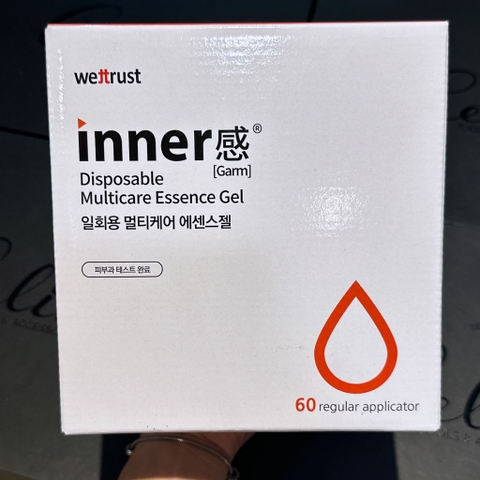 wettrust
inner感®
[Garm]
Disposable
Multicare Essence Gel
일회용 멀티케어 에센스젤
피부과 테스트 완료
60 regular applicator